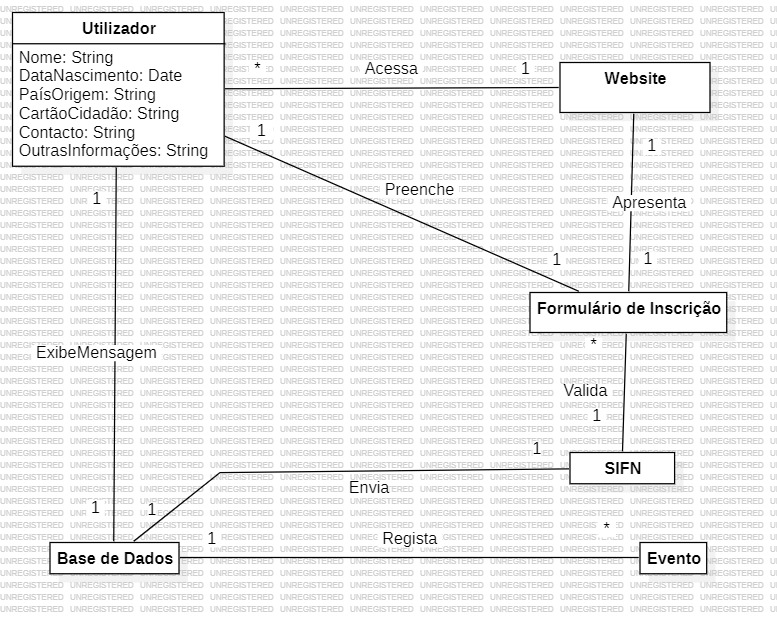 Utilizador
Nome: String
DataNascimento: Date
PaísOrigem: String
CartãoCidadão: String
Contacto: String
OutrasInformações: String
* Acessa 1
Website
1
1
Preenche
Apresenta
1
1
1
Formulário de Inscrição
*
ExibeMensagem
Valida
1
1
SIFN
Envia
1
1
*
1
Regista
Base de Dados
Evento
UNREGISTERED